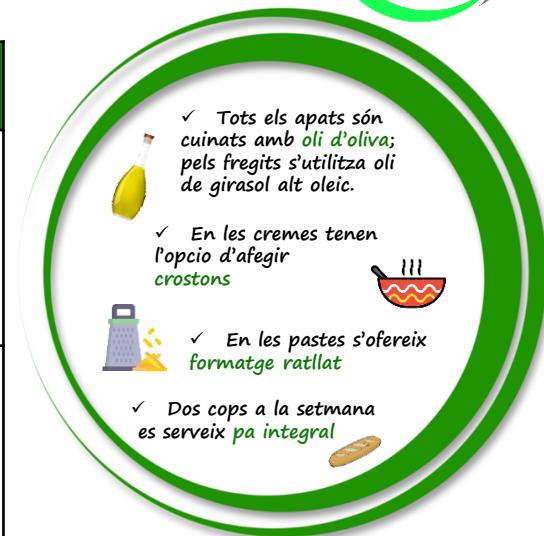 ✓ Tots els apats són
cuinats amb oli d'oliva;
pels fregits s'utilitza oli
de girasol alt oleic.
✓ En les cremes tenen
l'opcio d'afegir
crostons
✓ En les pastes s'ofereix
formatge ratllat
✓ Dos cops a la setmana
es serveix pa integral